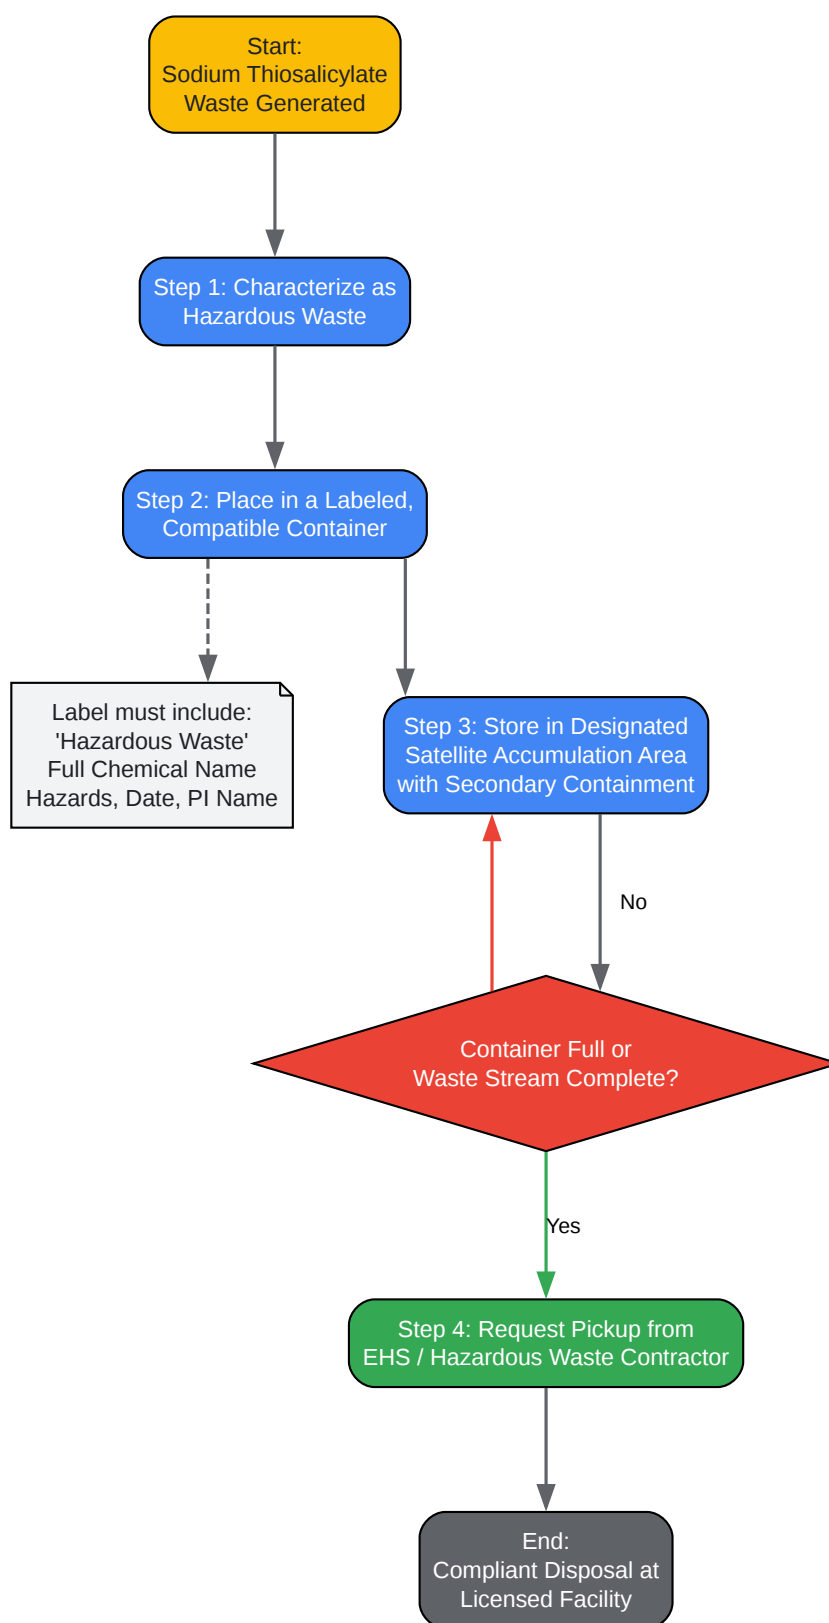 Start:
Sodium Thiosalicylate
Waste Generated
Step 1: Characterize as
Hazardous Waste
Step 2: Place in a Labeled,
Compatible Container
Label must include:
'Hazardous Waste'
Full Chemical Name
Hazards, Date, PI Name
Step 3: Store in Designated
Satellite Accumulation Area
with Secondary Containment
No
Container Full or
Waste Stream Complete?
Yes
Step 4: Request Pickup from
EHS / Hazardous Waste Contractor
End:
Compliant Disposal at
Licensed Facility